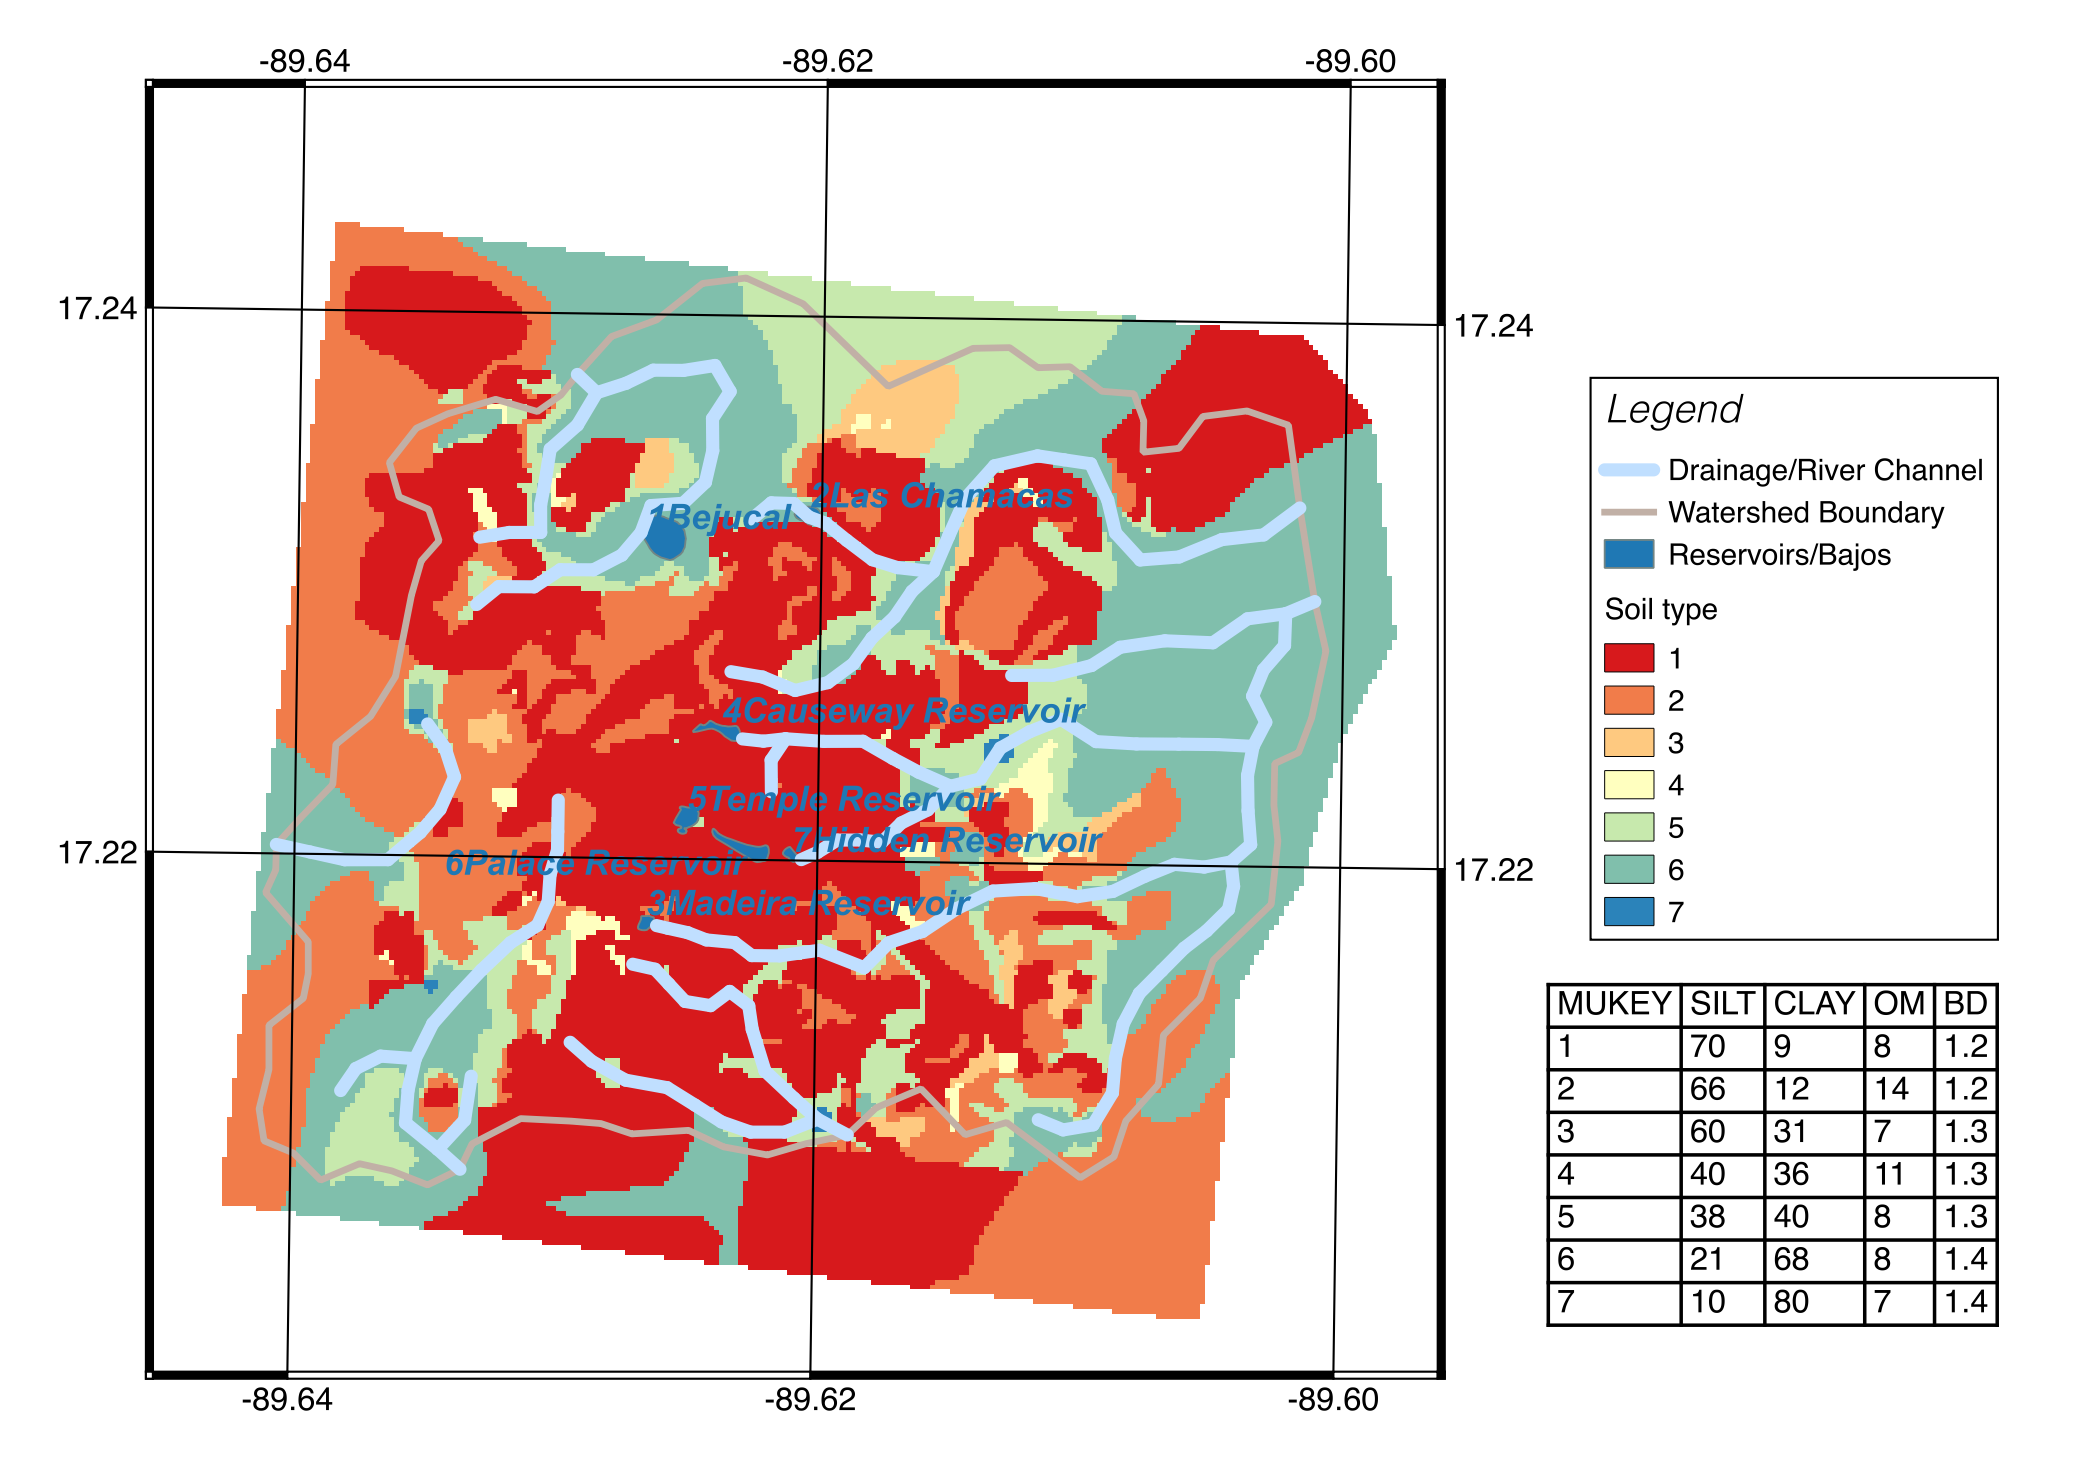 -89.64 -89.62 -89.60
17.24 17.24
1Bejucal
2Las Chamacas
4Causeway Reservoir
5Temple Reservoir
7Hidden Reservoir
6Palace Reservoir
3Madeira Reservoir
17.22 17.22
-89.64 -89.62 -89.60
Legend
Drainage/River Channel
Watershed Boundary
Reservoirs/Bajos
Soil type
1
2
3
4
5
6
7
MUKEY SILT CLAY OM BD
1 70 9 8 1.2
2 66 12 14 1.2
3 60 31 7 1.3
4 40 36 11 1.3
5 38 40 8 1.3
6 21 68 8 1.4
7 10 80 7 1.4